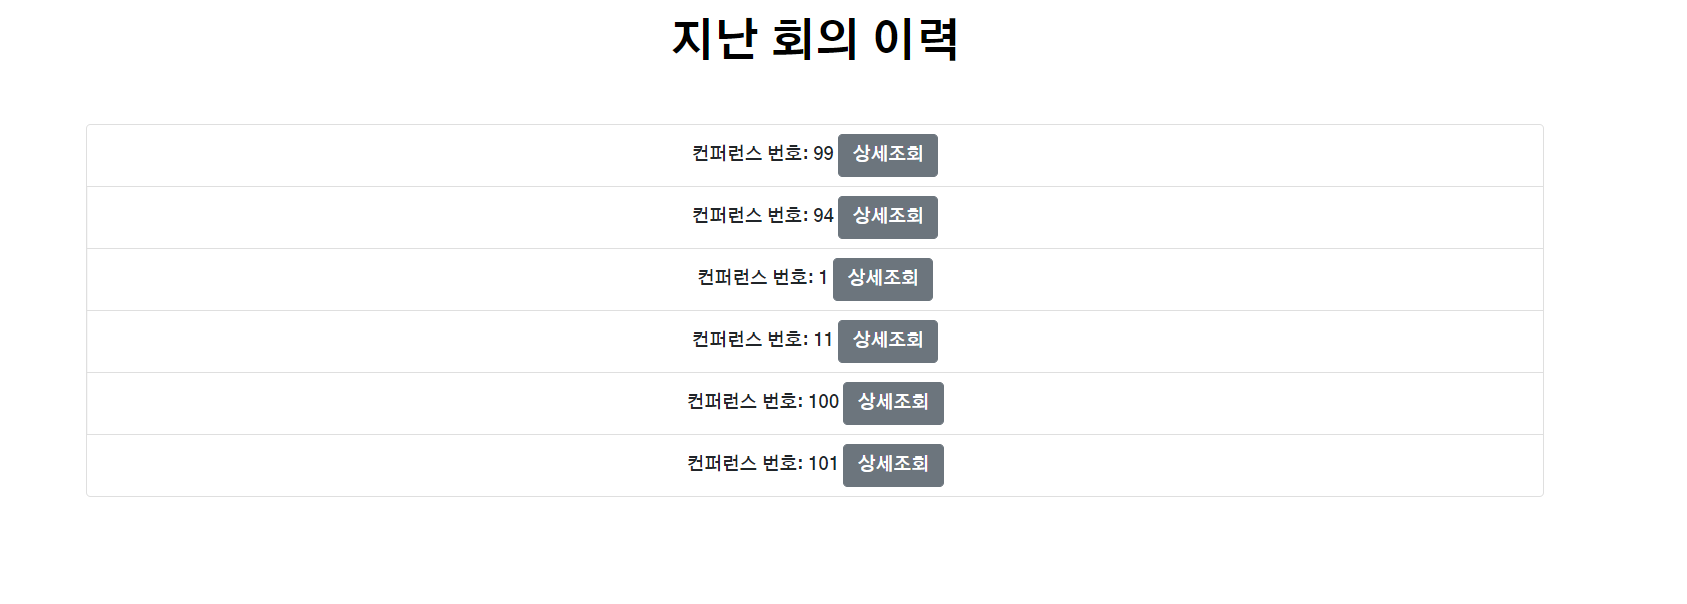 지난 회의 이력
컨퍼런스 번호: 99 상세조회
컨퍼런스 번호: 94 상세조회
컨퍼런스 번호: 1 상세조회
컨퍼런스 번호: 11 상세조회
컨퍼런스 번호: 100 상세조회
컨퍼런스 번호: 101 상세조회